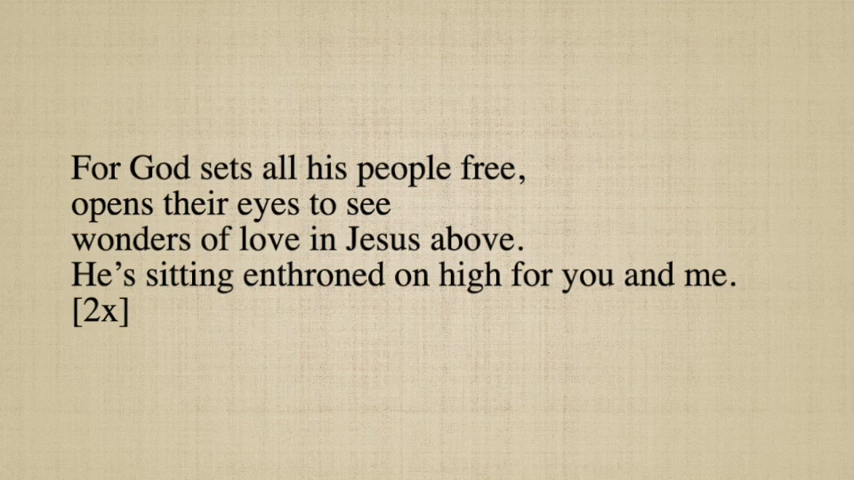 For God sets all his people free,
opens their eyes to see
wonders of love in Jesus above.
He’s sitting enthroned on high for you and me.
[2x]